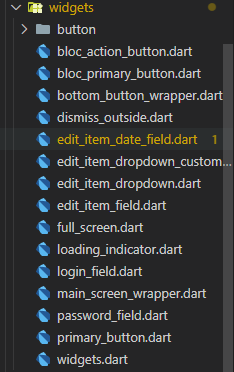 widgets
button
bloc_action_button.dart
bloc_primary_button.dart
bottom_button_wrapper.dart
dismiss_outside.dart
edit_item_date_field.dart 1
edit_item_dropdown_custom...
edit_item_dropdown.dart
edit_item_field.dart
full_screen.dart
loading_indicator.dart
login_field.dart
main_screen_wrapper.dart
password_field.dart
primary_button.dart
widgets.dart